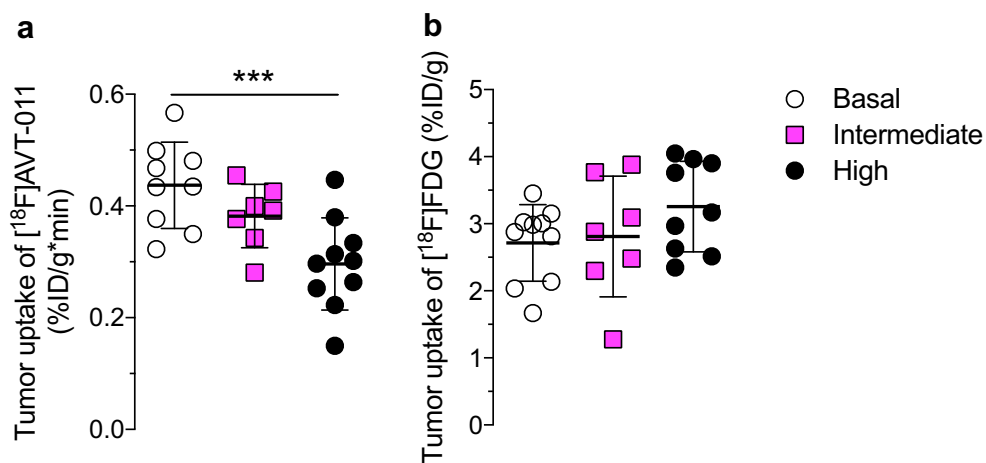 a
Tumor uptake of [¹⁸F]AVT-011
(%ID/g*min)
0.6
0.4
0.2
0.0
***
b
Tumor uptake of [¹⁸F]FDG (%ID/g)
5
4
3
2
1
0
Basal
Intermediate
High